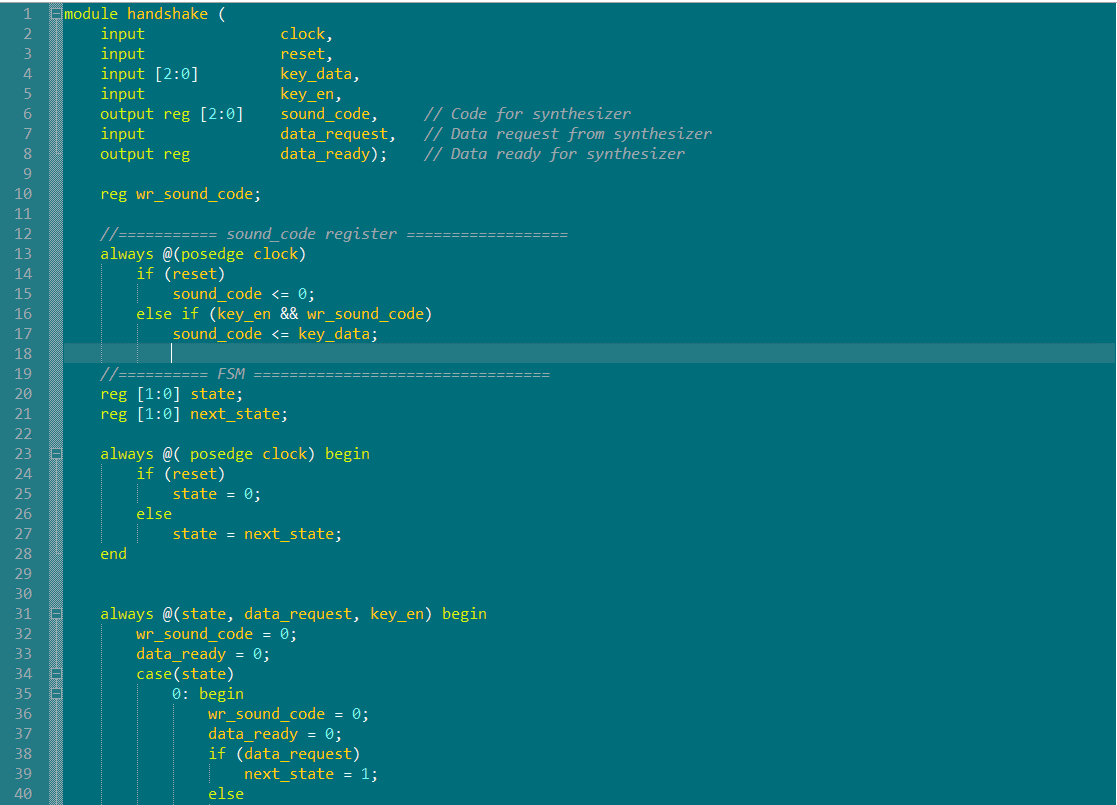 1 module handshake (
2 input clock,
3 input reset,
4 input [2:0] key_data,
5 input key_en,
6 output reg [2:0] sound_code, // Code for synthesizer
7 input data_request, // Data request from synthesizer
8 output reg data_ready); // Data ready for synthesizer
9
10 reg wr_sound_code;
11
12 //=========== sound_code register ==================
13 always @(posedge clock)
14 if (reset)
15 sound_code <= 0;
16 else if (key_en && wr_sound_code)
17 sound_code <= key_data;
18
19 //========== FSM =================================
20 reg [1:0] state;
21 reg [1:0] next_state;
22
23 always @( posedge clock) begin
24 if (reset)
25 state = 0;
26 else
27 state = next_state;
28 end
29
30
31 always @(state, data_request, key_en) begin
32 wr_sound_code = 0;
33 data_ready = 0;
34 case(state)
35 0: begin
36 wr_sound_code = 0;
37 data_ready = 0;
38 if (data_request)
39 next_state = 1;
40 else